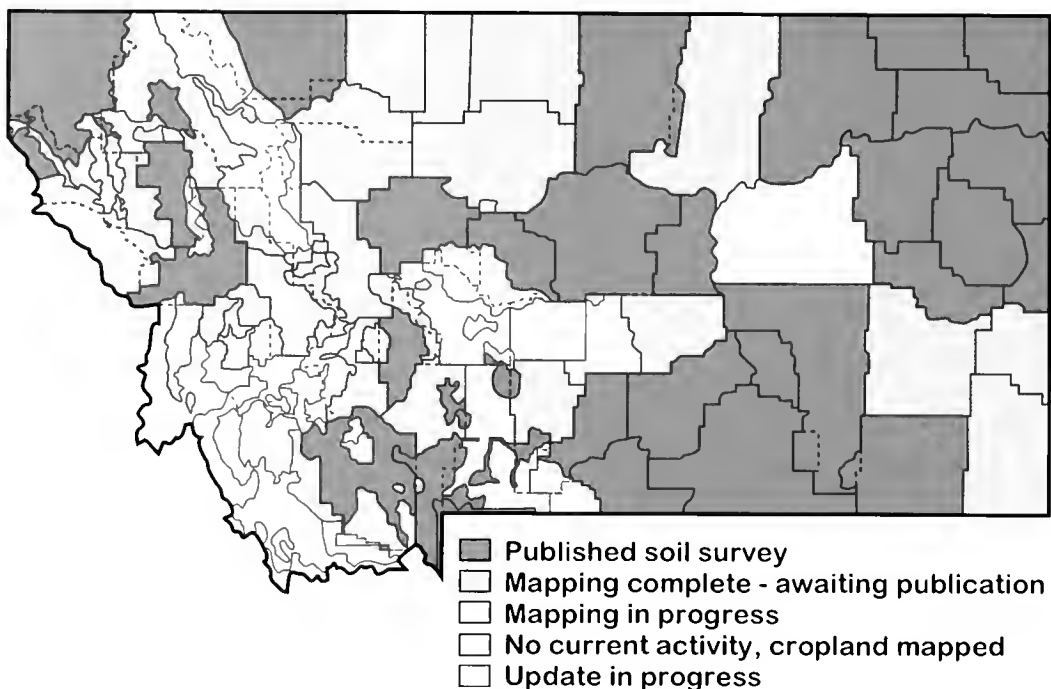 Published soil survey
Mapping complete - awaiting publication
Mapping in progress
No current activity, cropland mapped
Update in progress